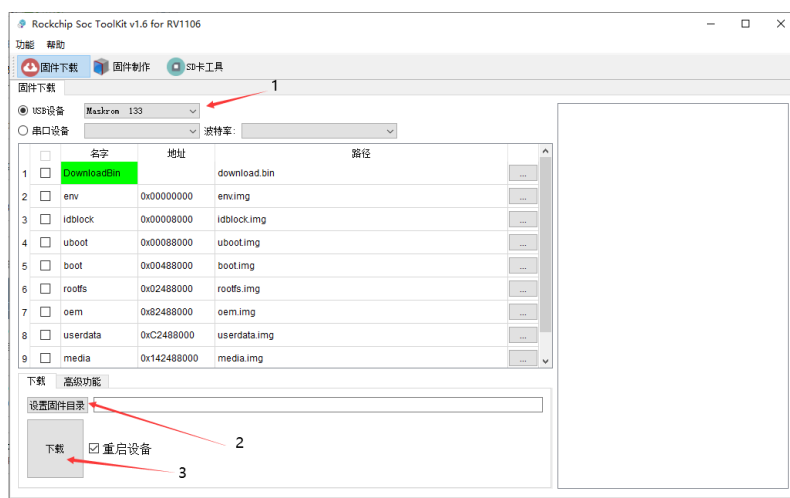 Rockchip Soc ToolKit v1.6 for RV1106
功能 帮助
固件下载 固件制作 SD卡工具
固件下载
1
USB设备 Maskrom 133
串口设备 波特率:
名字 地址 路径
1 DownloadBin download.bin ...
2 env 0x00000000 env.img ...
3 idblock 0x00008000 idblock.img ...
4 uboot 0x00088000 uboot.img ...
5 boot 0x00488000 boot.img ...
6 rootfs 0x02488000 rootfs.img ...
7 oem 0x82488000 oem.img ...
8 userdata 0xC2488000 userdata.img ...
9 media 0x142488000 media.img ...
下载 高级功能
设置固件目录
2
下载 重启设备
3